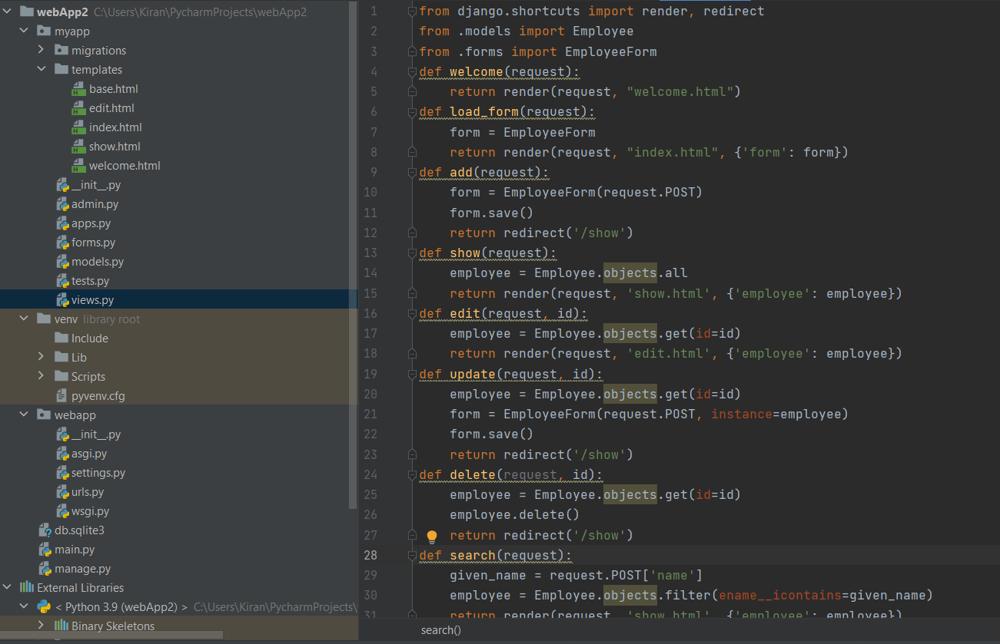 webApp2 C:\Users\Kiran\PycharmProjects\webApp2
myapp
migrations
templates
base.html
edit.html
index.html
show.html
welcome.html
__init__.py
admin.py
apps.py
forms.py
models.py
tests.py
views.py
venv library root
Include
Lib
Scripts
pyvenv.cfg
webapp
__init__.py
asgi.py
settings.py
urls.py
wsgi.py
db.sqlite3
main.py
manage.py
External Libraries
< Python 3.9 (webApp2) > C:\Users\Kiran\PycharmProjects\
Binary Skeletons
1 from django.shortcuts import render, redirect
2 from .models import Employee
3 from .forms import EmployeeForm
4 def welcome(request):
5     return render(request, "welcome.html")
6 def load_form(request):
7     form = EmployeeForm
8     return render(request, "index.html", {'form': form})
9 def add(request):
10     form = EmployeeForm(request.POST)
11     form.save()
12     return redirect('/show')
13 def show(request):
14     employee = Employee.objects.all
15     return render(request, 'show.html', {'employee': employee})
16 def edit(request, id):
17     employee = Employee.objects.get(id=id)
18     return render(request, 'edit.html', {'employee': employee})
19 def update(request, id):
20     employee = Employee.objects.get(id=id)
21     form = EmployeeForm(request.POST, instance=employee)
22     form.save()
23     return redirect('/show')
24 def delete(request, id):
25     employee = Employee.objects.get(id=id)
26     employee.delete()
27     return redirect('/show')
28 def search(request):
29     given_name = request.POST['name']
30     employee = Employee.objects.filter(ename__icontains=given_name)
31     return render(request, 'show.html', {'employee': employee})
search()